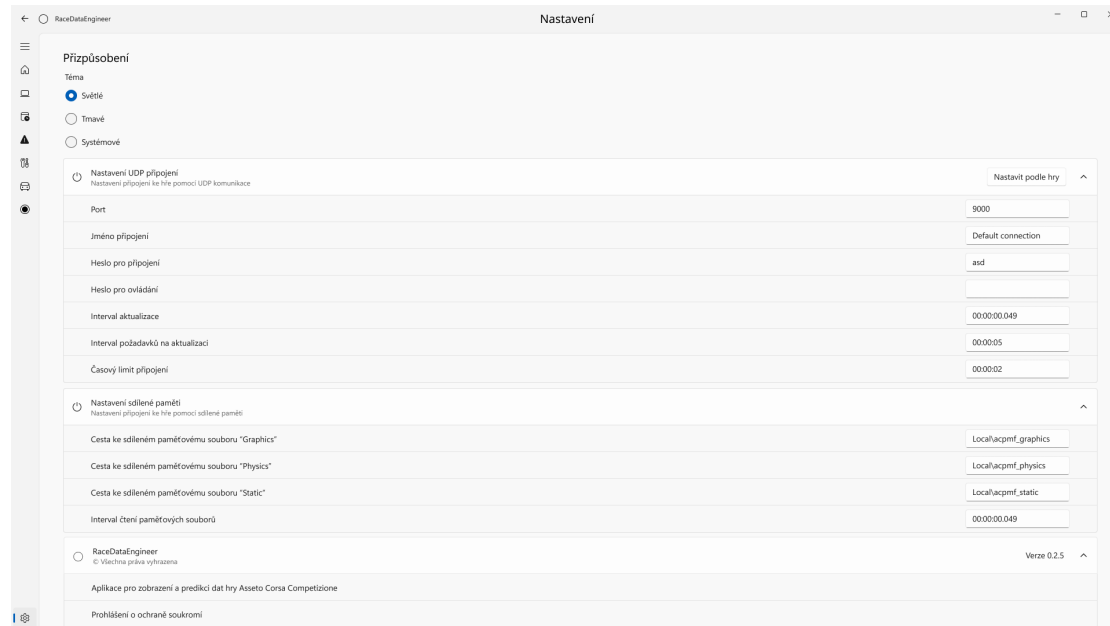 RaceDataEngineer
Nastavení
Přizpůsobení
Téma
Světlé
Tmavé
Systémové
Nastavení UDP připojení
Nastavení připojení ke hře pomocí UDP komunikace
Nastavit podle hry
Port
9000
Jméno připojení
Default connection
Heslo pro připojení
asd
Heslo pro ovládání
Interval aktualizace
00:00:00.049
Interval požadavků na aktualizaci
00:00:05
Časový limit připojení
00:00:02
Nastavení sdílené paměti
Nastavení připojení ke hře pomocí sdílené paměti
Cesta ke sdíleném paměťovému souboru "Graphics"
Local\acpmf_graphics
Cesta ke sdíleném paměťovému souboru "Physics"
Local\acpmf_physics
Cesta ke sdíleném paměťovému souboru "Static"
Local\acpmf_static
Interval čtení paměťových souborů
00:00:00.049
RaceDataEngineer
© Všechna práva vyhrazena
Verze 0.2.5
Aplikace pro zobrazení a predikci dat hry Asseto Corsa Competizione
Prohlášení o ochraně soukromí